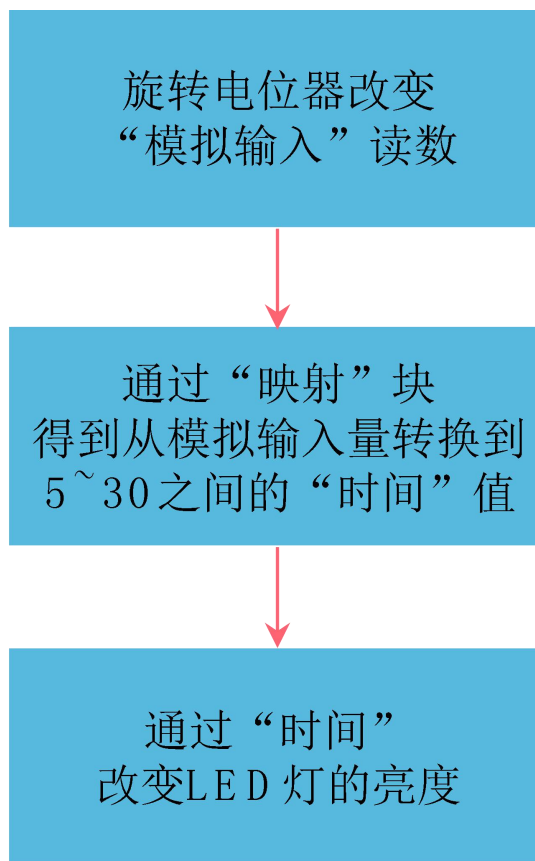 旋转电位器改变
“模拟输入”读数
通过“映射”块
得到从模拟输入量转换到
5~30之间的“时间”值
通过“时间”
改变LED灯的亮度